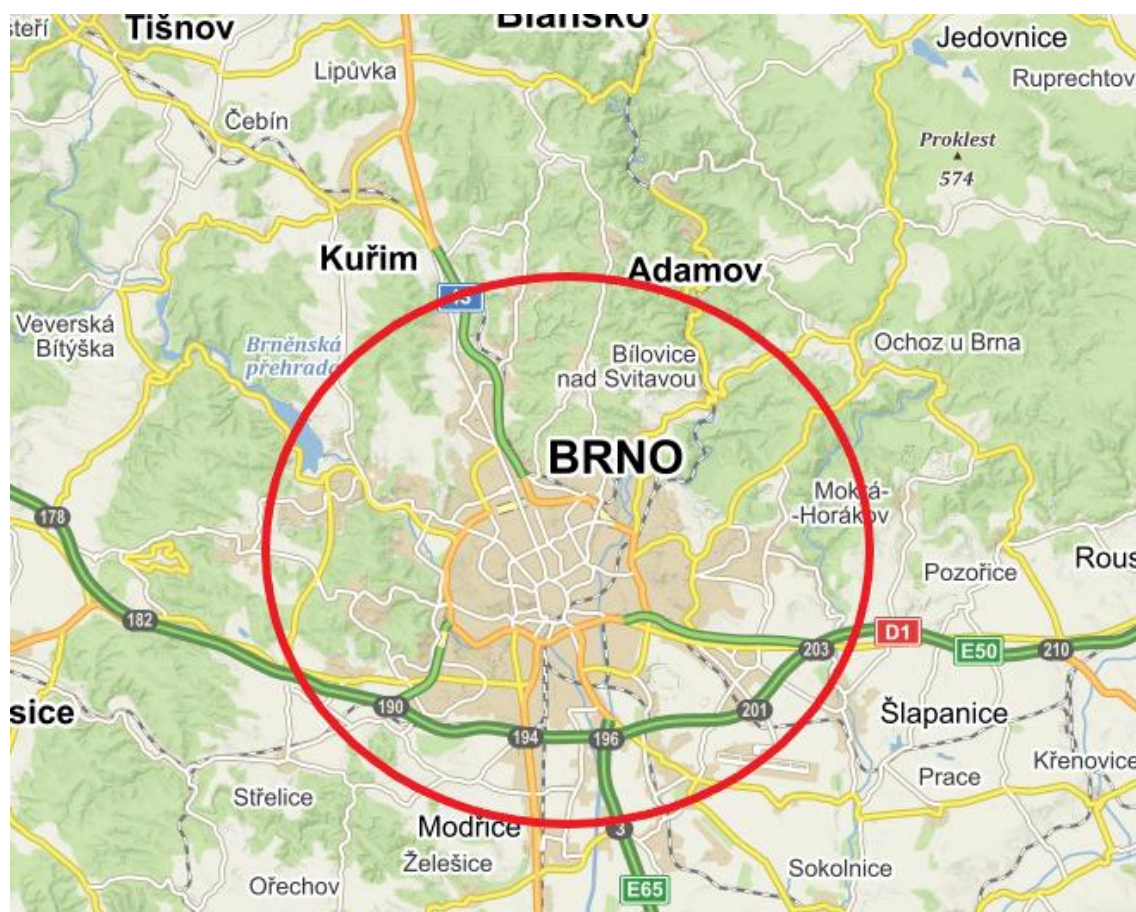 Tišnov
Blansko
Jedovnice
Lipůvka
Ruprechtov
Čebín
Proklest
574
Kuřim
Adamov
43
Veverská
Bítýška
Brněnská
přehrada
Ochoz u Brna
Bílovice
nad Svitavou
BRNO
Mokrá-
-Horákov
178
Pozořice
182
D1
203
E50
210
190
201
Šlapanice
194
196
Křenovice
Prace
Střelice
Modřice
3
Želešice
Sokolnice
Ořechov
E65